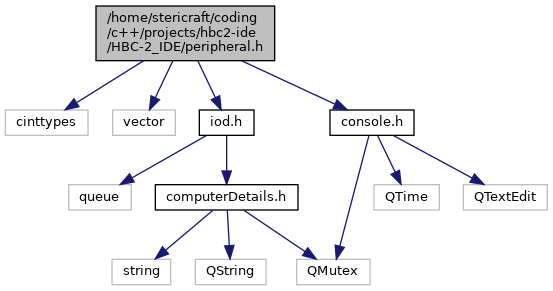 /home/stericraft/coding
/c++/projects/hbc2-ide
/HBC-2_IDE/peripheral.h
cinttypes
vector
iod.h
console.h
queue
computerDetails.h
QTime
QTextEdit
string
QString
QMutex